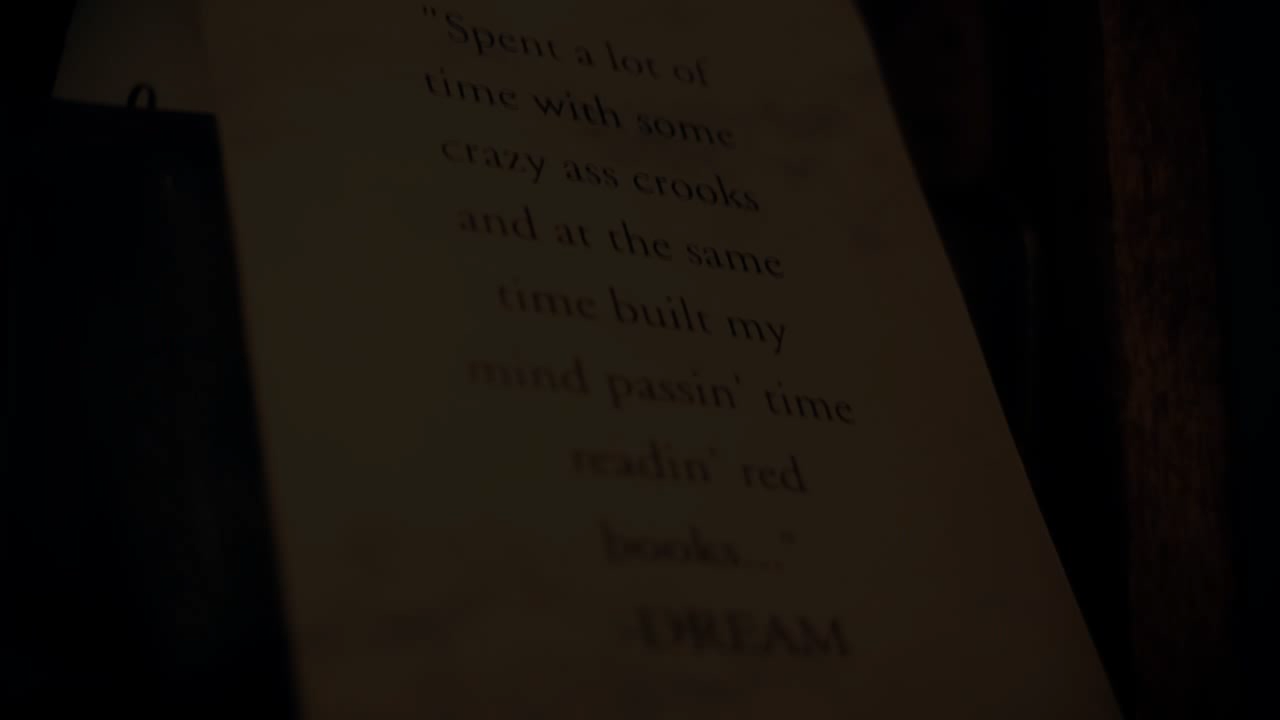 "Spent a lot of
time with some
crazy ass crooks
and at the same
time built my
mind passin' time
readin' red
books..."
-DREAM